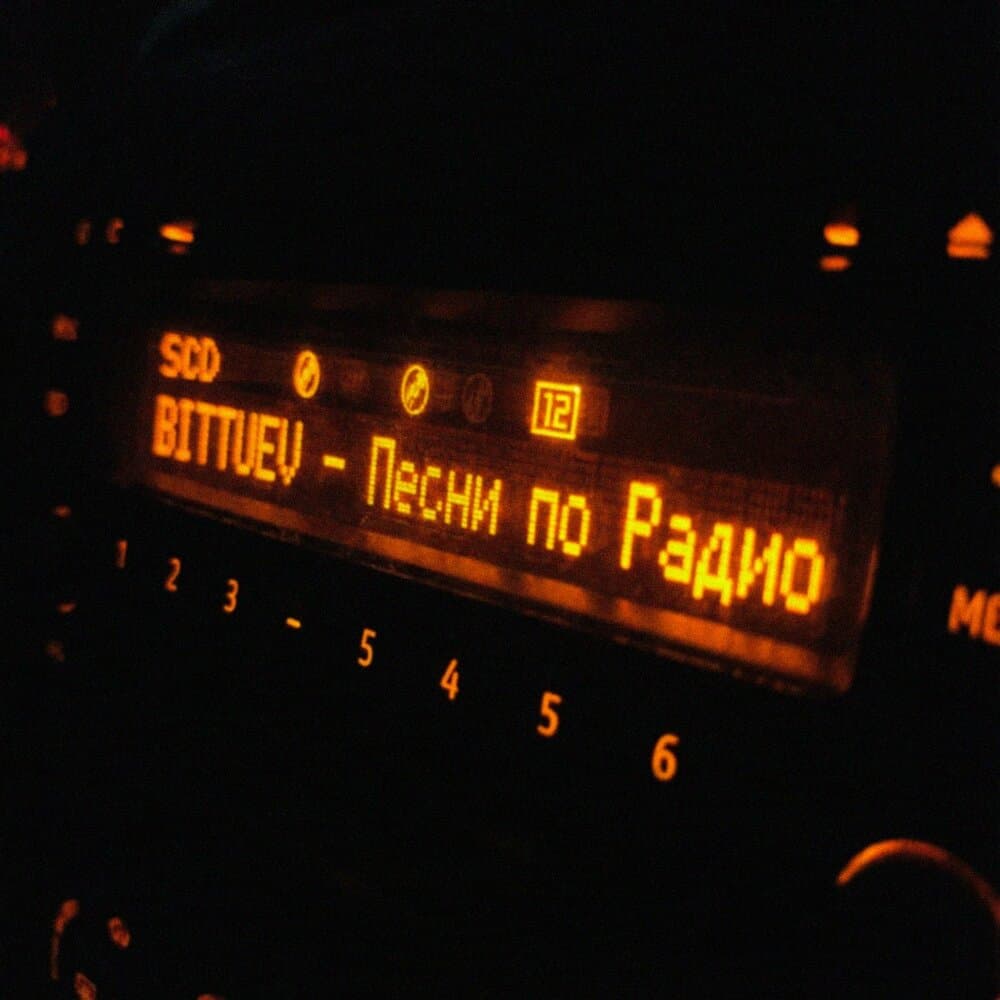 SCD 12
BITTUEV - Песни по Радио
1 2 3 - 5 4 5 6